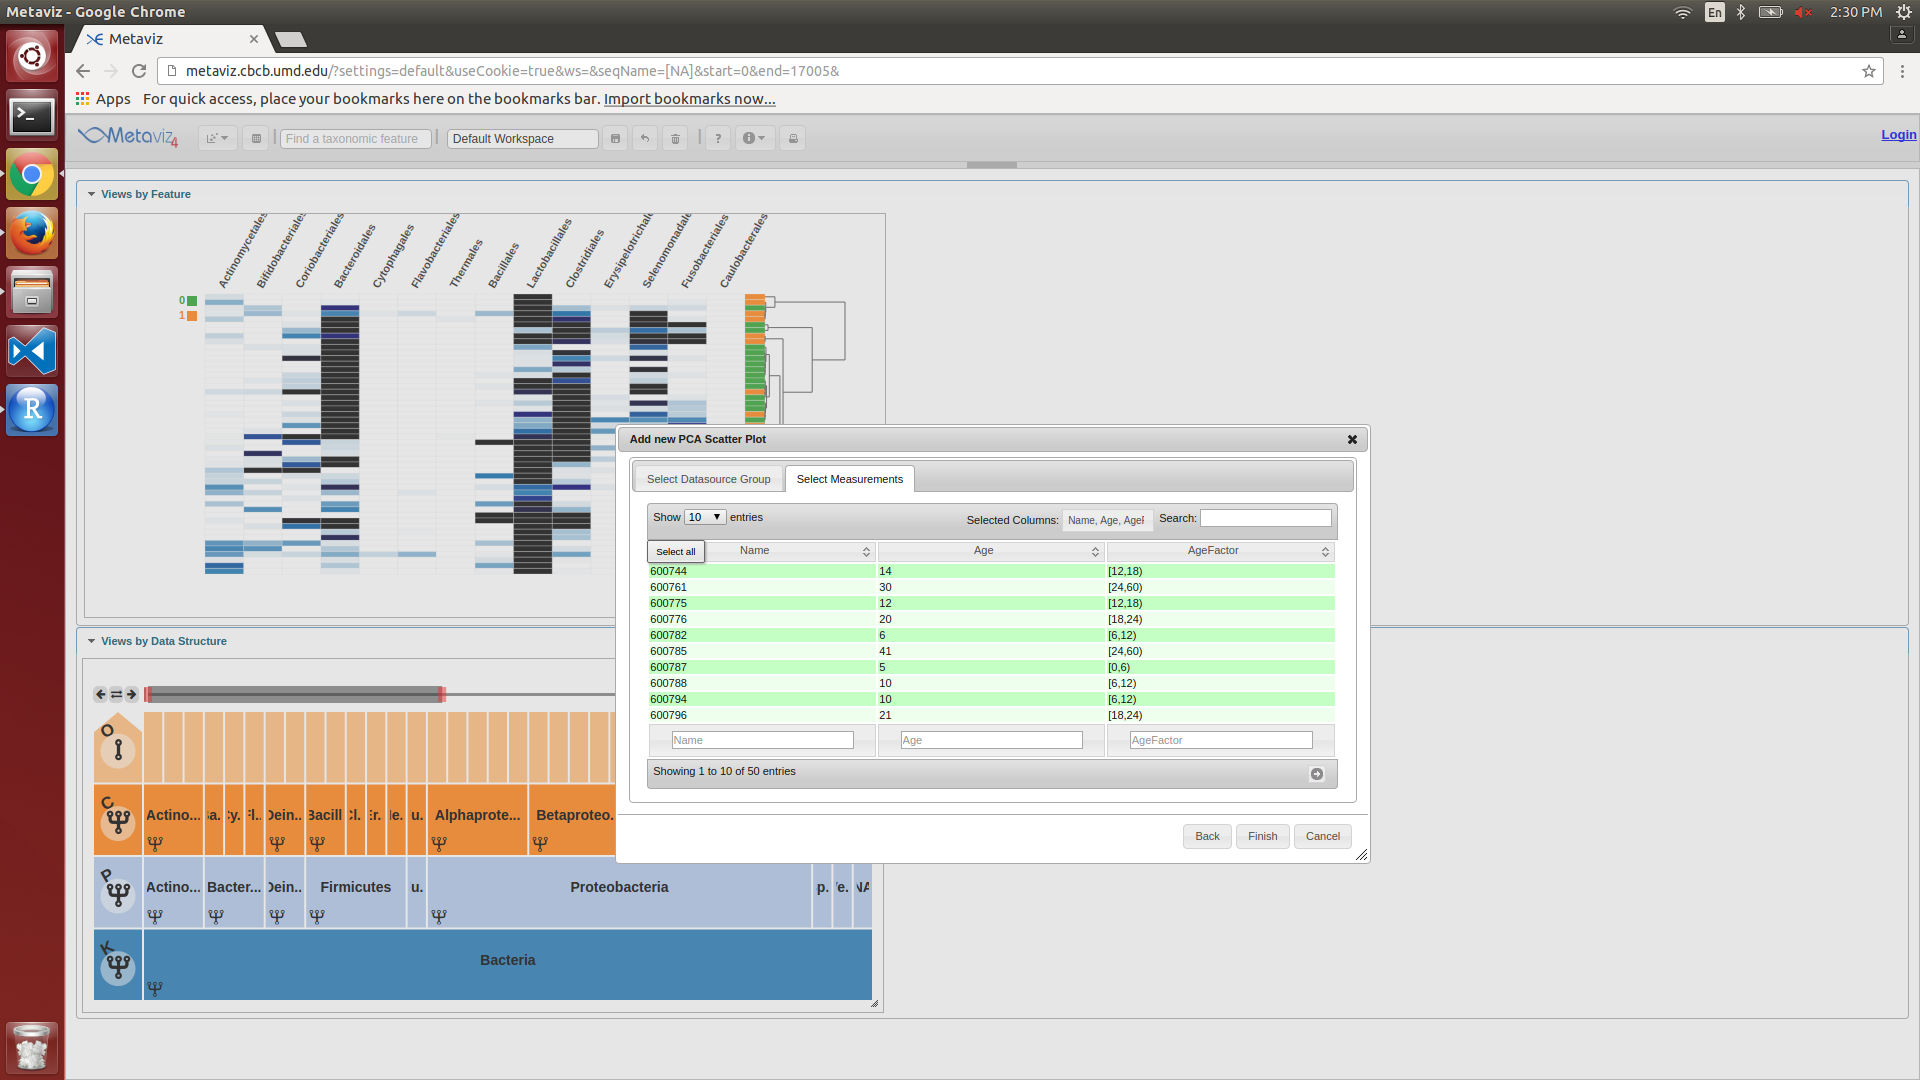 Metaviz - Google Chrome
En
2:30 PM
Metaviz
metaviz.cbcb.umd.edu/?settings=default&useCookie=true&ws=&seqName=[NA]&start=0&end=17005&
Apps For quick access, place your bookmarks here on the bookmarks bar. Import bookmarks now...
Metaviz 4
Find a taxonomic feature
Default Workspace
?
Login
Views by Feature
Actinomycetales
Bifidobacteriales
Coriobacteriales
Bacteroidales
Cytophagales
Flavobacteriales
Thermales
Bacillales
Lactobacillales
Clostridiales
Erysipelotrichale
Selenomonadale
Fusobacteriales
Caulobacterales
0
1
Add new PCA Scatter Plot
Select Datasource Group
Select Measurements
Show 10 entries
Selected Columns: Name, Age, AgeF
Search:
Select all
Name Age AgeFactor
600744 14 [12,18)
600761 30 [24,60)
600775 12 [12,18)
600776 20 [18,24)
600782 6 [6,12)
600785 41 [24,60)
600787 5 [0,6)
600788 10 [6,12)
600794 10 [6,12)
600796 21 [18,24)
Name Age AgeFactor
Showing 1 to 10 of 50 entries
Back Finish Cancel
Views by Data Structure
O
C
Actino... a. y. l.. Dein.. Bacill l. r. le. u. Alphaprote... Betaproteo.
P
Actino... Bacter... Dein.. Firmicutes u. Proteobacteria p. e. NA
K
Bacteria
R